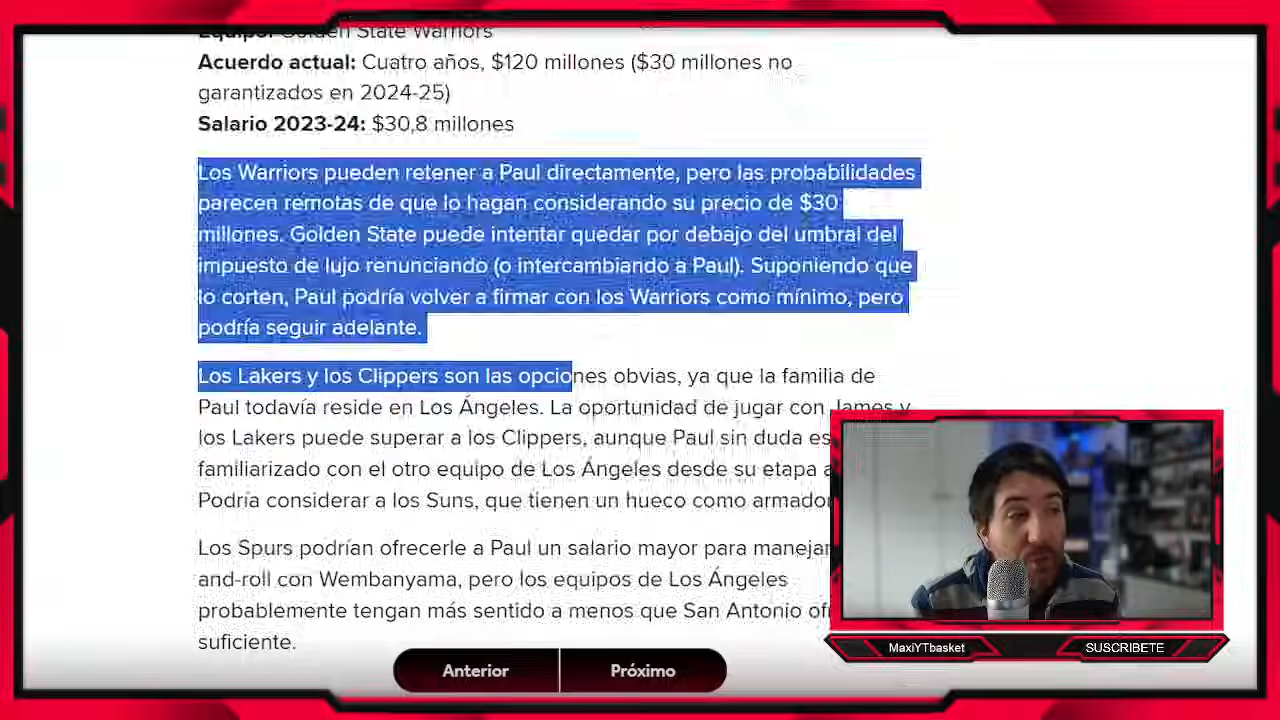 Equipo: Golden State Warriors
Acuerdo actual: Cuatro años, $120 millones ($30 millones no
garantizados en 2024-25)
Salario 2023-24: $30,8 millones
Los Warriors pueden retener a Paul directamente, pero las probabilidades
parecen remotas de que lo hagan considerando su precio de $30
millones. Golden State puede intentar quedar por debajo del umbral del
impuesto de lujo renunciando (o intercambiando a Paul). Suponiendo que
lo corten, Paul podría volver a firmar con los Warriors como mínimo, pero
podría seguir adelante.
Los Lakers y los Clippers son las opciones obvias, ya que la familia de
Paul todavía reside en Los Ángeles. La oportunidad de jugar con James y
los Lakers puede superar a los Clippers, aunque Paul sin duda es
familiarizado con el otro equipo de Los Ángeles desde su etapa a
Podría considerar a los Suns, que tienen un hueco como armador
Los Spurs podrían ofrecerle a Paul un salario mayor para manejar
and-roll con Wembanyama, pero los equipos de Los Ángeles
probablemente tengan más sentido a menos que San Antonio of
suficiente.
Anterior
Próximo
MaxiYTbasket
SUSCRIBETE